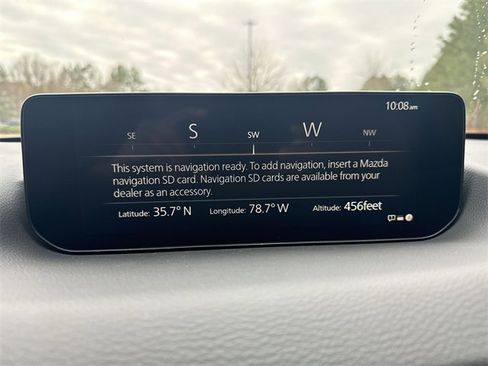 10:08am
SE S SW W NW
This system is navigation ready. To add navigation, insert a Mazda
navigation SD card. Navigation SD cards are available from your
dealer as an accessory.
Latitude: 35.7° N Longitude: 78.7° W Altitude: 456feet